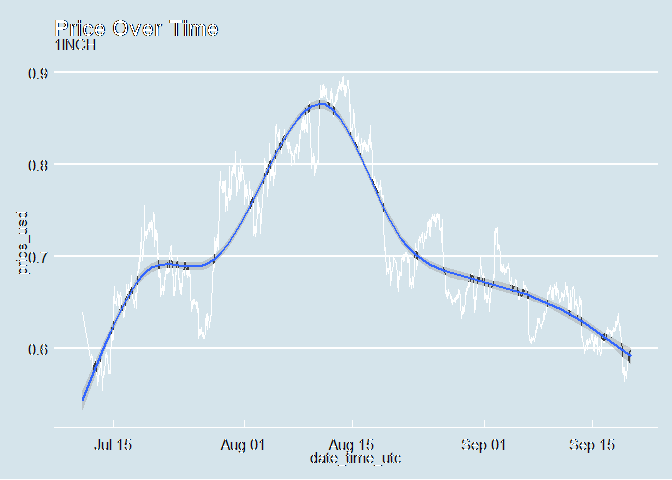 Price Over Time
1INCH
0.9
0.8
price_usd
0.7
0.6
Jul 15
Aug 01
Aug 15
Sep 01
Sep 15
date_time_utc